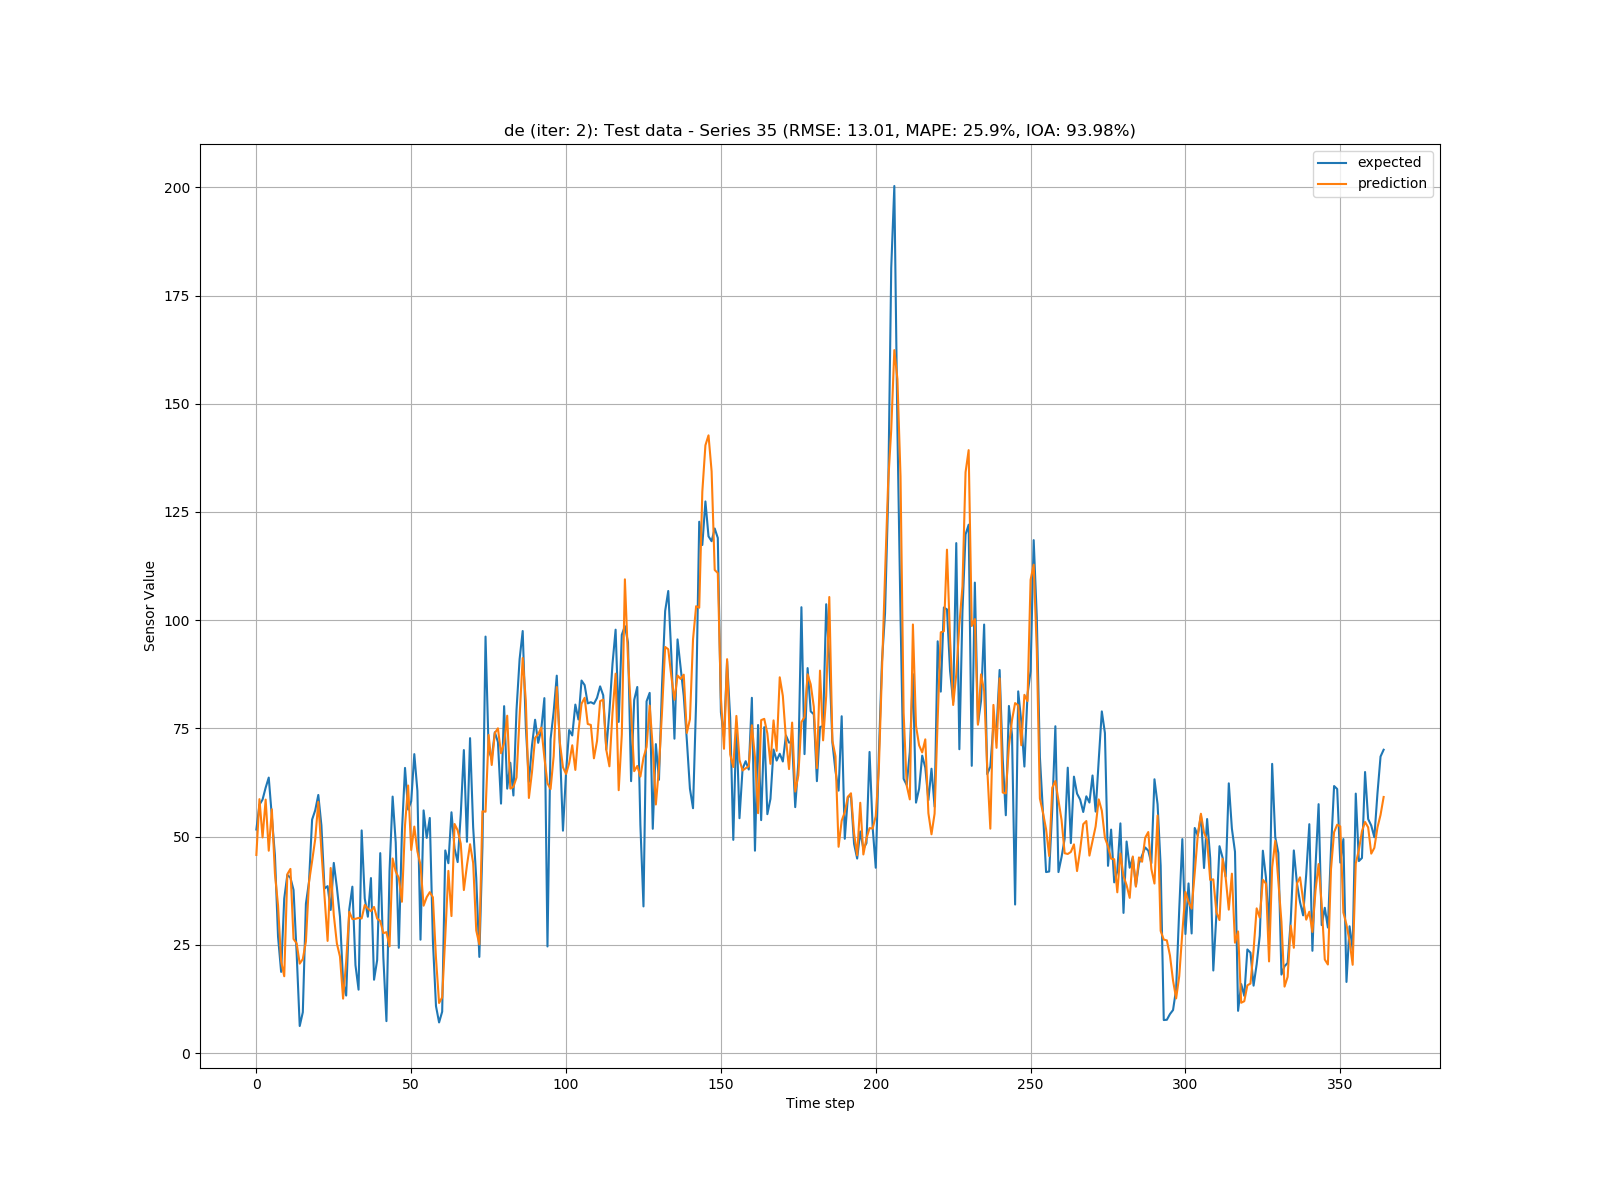 de (iter: 2): Test data - Series 35 (RMSE: 13.01, MAPE: 25.9%, IOA: 93.98%)
expected
prediction
200
175
150
125
100
75
50
25
0
Sensor Value
0 50 100 150 200 250 300 350
Time step